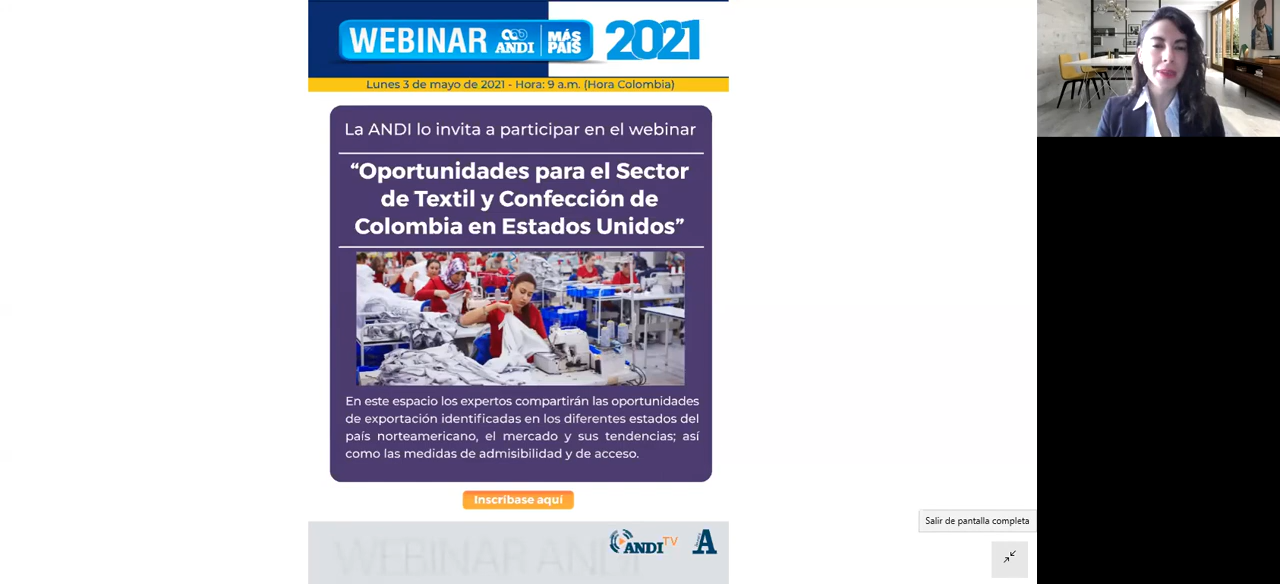 WEBINAR ANDI MÁS PAÍS 2021
Lunes 3 de mayo de 2021 - Hora: 9 a.m. (Hora Colombia)
La ANDI lo invita a participar en el webinar
“Oportunidades para el Sector
de Textil y Confección de
Colombia en Estados Unidos”
En este espacio los expertos compartirán las oportunidades
de exportación identificadas en los diferentes estados del
país norteamericano, el mercado y sus tendencias; así
como las medidas de admisibilidad y de acceso.
Inscríbase aquí
Salir de pantalla completa
WEBINAR ANDI
ANDI TV
A